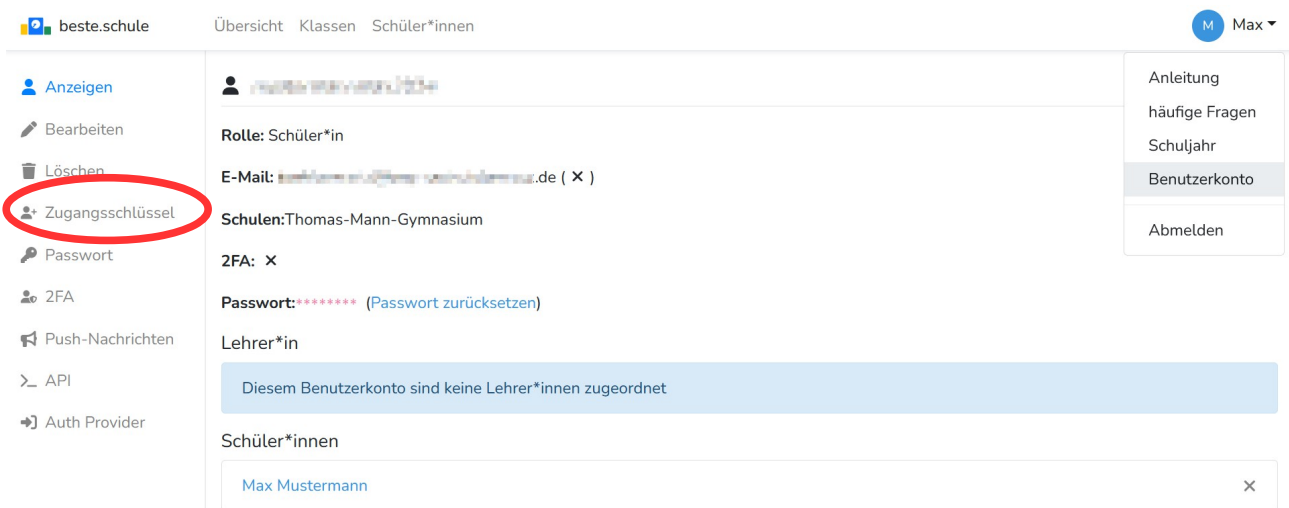 beste.schule
Übersicht Klassen Schüler*innen
M Max
Anleitung
häufige Fragen
Schuljahr
Benutzerkonto
Abmelden
Anzeigen
Bearbeiten
Löschen
Zugangsschlüssel
Passwort
2FA
Push-Nachrichten
API
Auth Provider
Rolle: Schüler*in
E-Mail: .de ( × )
Schulen:Thomas-Mann-Gymnasium
2FA: ×
Passwort:******** (Passwort zurücksetzen)
Lehrer*in
Diesem Benutzerkonto sind keine Lehrer*innen zugeordnet
Schüler*innen
Max Mustermann ×